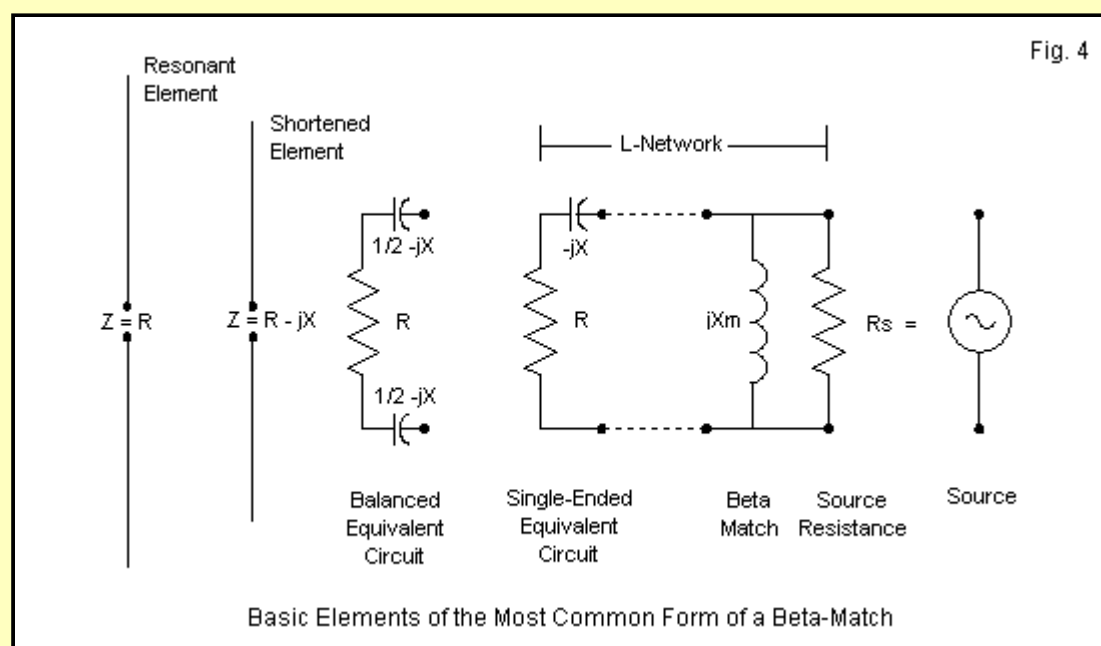 Fig. 4
Resonant
Element
Shortened
Element
L-Network
1/2 -jX
-jX
Z = R
Z = R - jX
R
R
jXm
Rs =
1/2 -jX
Balanced
Equivalent
Circuit
Single-Ended
Equivalent
Circuit
Beta
Match
Source
Resistance
Source
Basic Elements of the Most Common Form of a Beta-Match